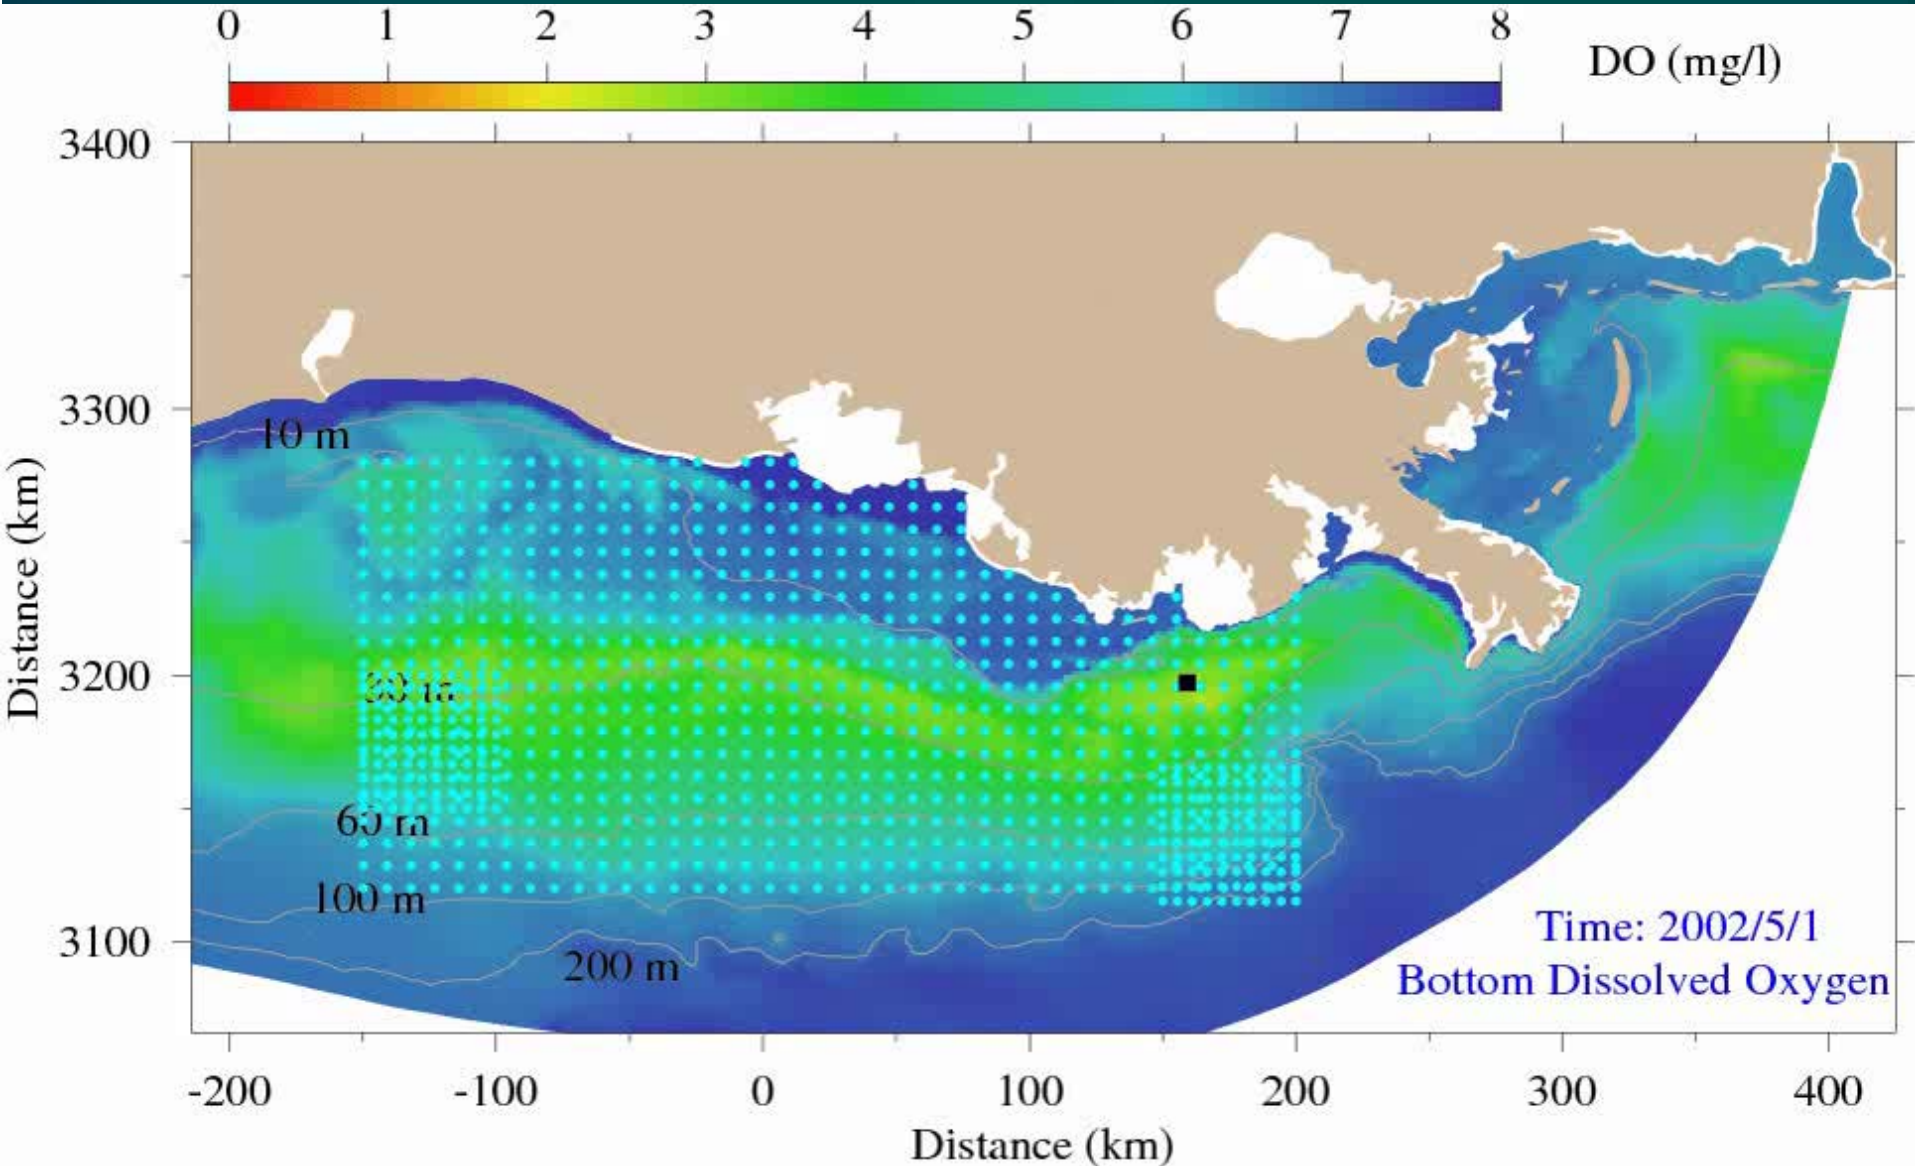 0 1 2 3 4 5 6 7 8
DO (mg/l)
3400
3300
3200
3100
Distance (km)
10 m
60 m
100 m
200 m
Time: 2002/5/1
Bottom Dissolved Oxygen
-200 -100 0 100 200 300 400
Distance (km)